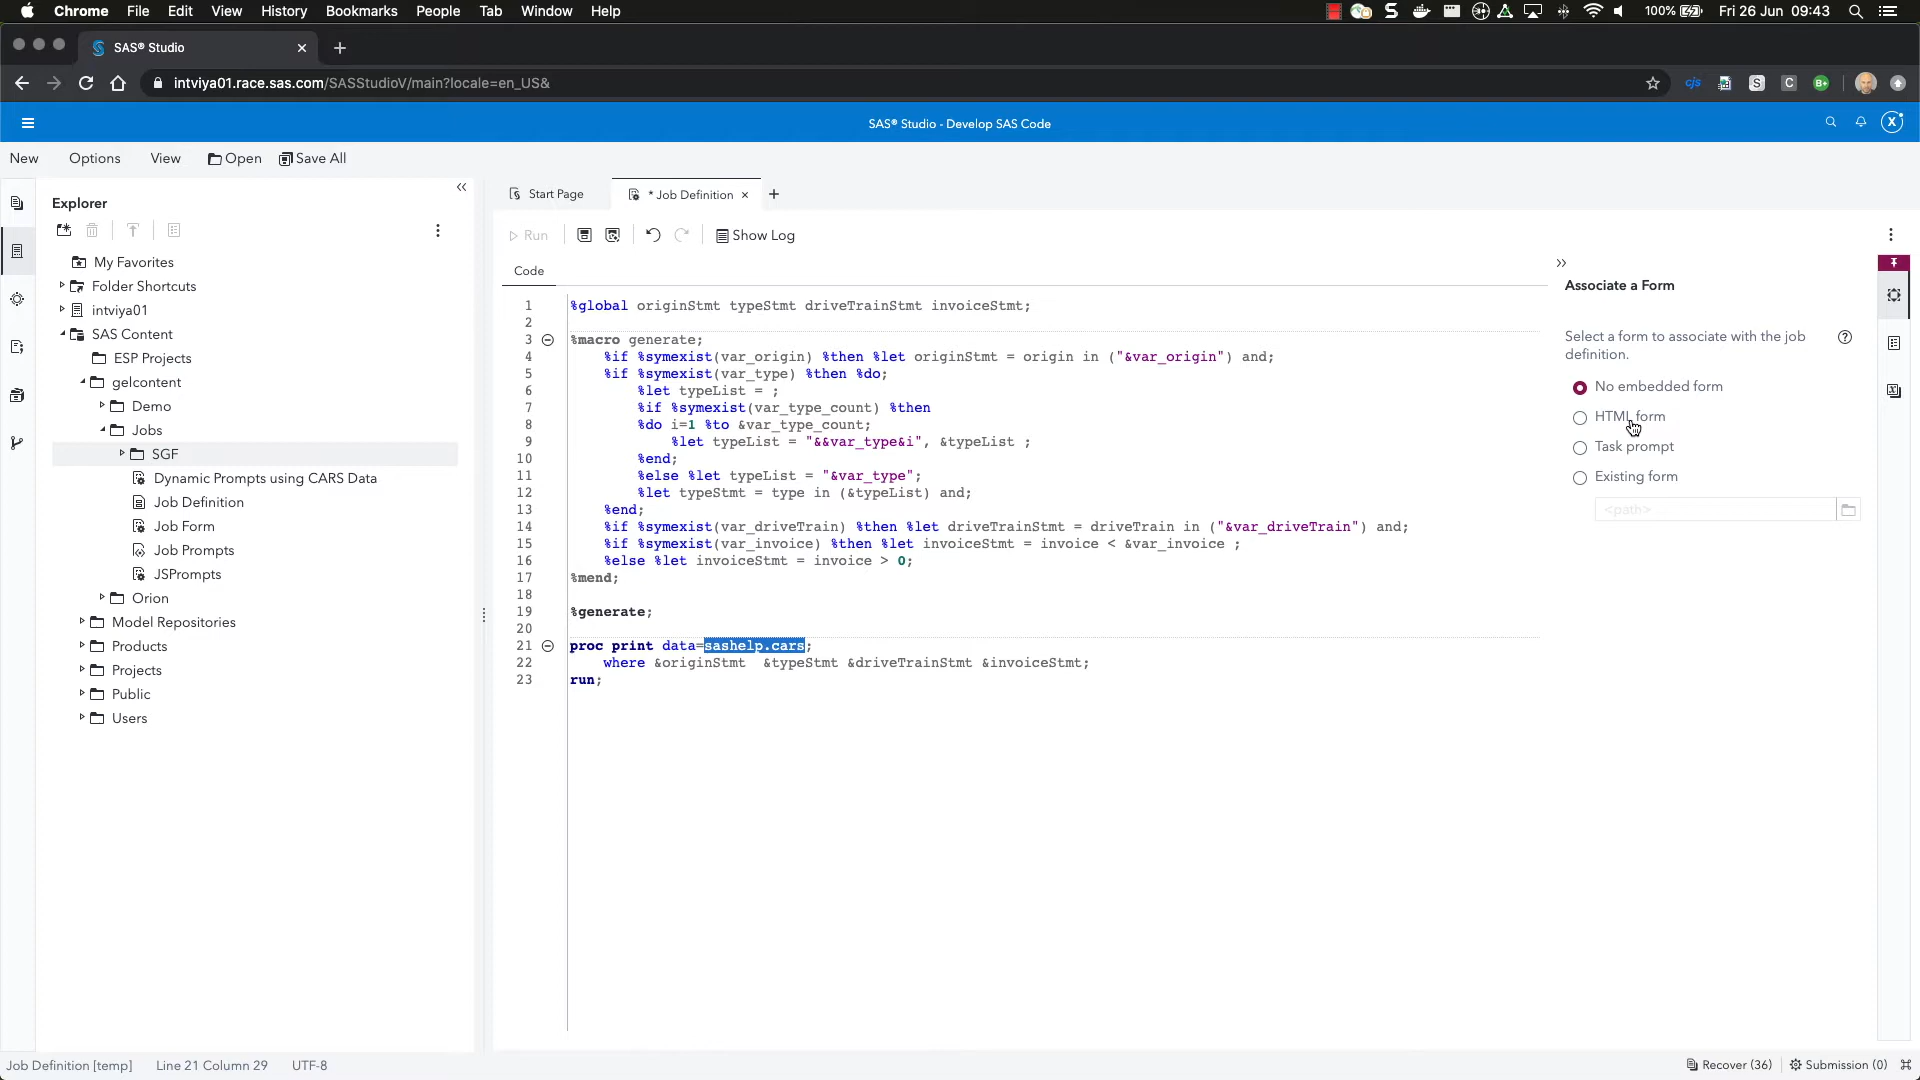 Chrome File Edit View History Bookmarks People Tab Window Help 100% Fri 26 Jun 09:43
SAS® Studio
intviya01.race.sas.com/SASStudioV/main?locale=en_US&
cjs S C B+
SAS® Studio - Develop SAS Code
X
New Options View Open Save All
Explorer
My Favorites
Folder Shortcuts
intviya01
SAS Content
ESP Projects
gelcontent
Demo
Jobs
SGF
Dynamic Prompts using CARS Data
Job Definition
Job Form
Job Prompts
JSPrompts
Orion
Model Repositories
Products
Projects
Public
Users
Start Page * Job Definition
Run Show Log
Code
1 %global originStmt typeStmt driveTrainStmt invoiceStmt;
2
3 %macro generate;
4 %if %symexist(var_origin) %then %let originStmt = origin in ("&var_origin") and;
5 %if %symexist(var_type) %then %do;
6 %let typeList = ;
7 %if %symexist(var_type_count) %then
8 %do i=1 %to &var_type_count;
9 %let typeList = "&&var_type&i", &typeList ;
10 %end;
11 %else %let typeList = "&var_type";
12 %let typeStmt = type in (&typeList) and;
13 %end;
14 %if %symexist(var_driveTrain) %then %let driveTrainStmt = driveTrain in ("&var_driveTrain") and;
15 %if %symexist(var_invoice) %then %let invoiceStmt = invoice < &var_invoice ;
16 %else %let invoiceStmt = invoice > 0;
17 %mend;
18
19 %generate;
20
21 proc print data=sashelp.cars;
22 where &originStmt &typeStmt &driveTrainStmt &invoiceStmt;
23 run;
Associate a Form
Select a form to associate with the job
definition.
No embedded form
HTML form
Task prompt
Existing form
<path>
Job Definition [temp] Line 21 Column 29 UTF-8 Recover (36) Submission (0)